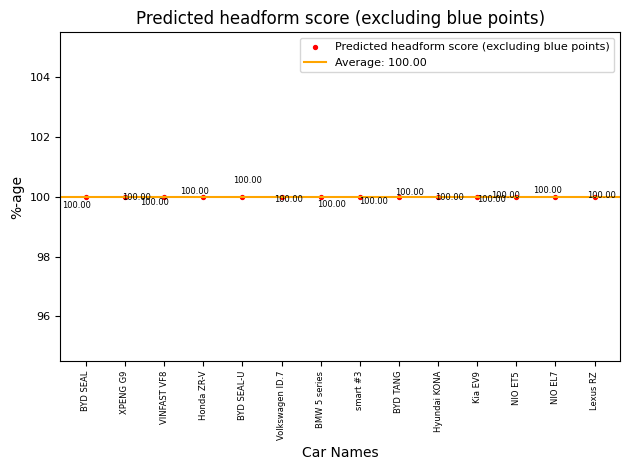 Predicted headform score (excluding blue points)
Predicted headform score (excluding blue points)
Average: 100.00
%-age
104
102
100
98
96
100.00
100.00
100.00
100.00
100.00
100.00
100.00
100.00
100.00
100.00
100.00
100.00
100.00
100.00
BYD SEAL
XPENG G9
VINFAST VF8
Honda ZR-V
BYD SEAL-U
Volkswagen ID.7
BMW 5 series
smart #3
BYD TANG
Hyundai KONA
Kia EV9
NIO ET5
NIO EL7
Lexus RZ
Car Names